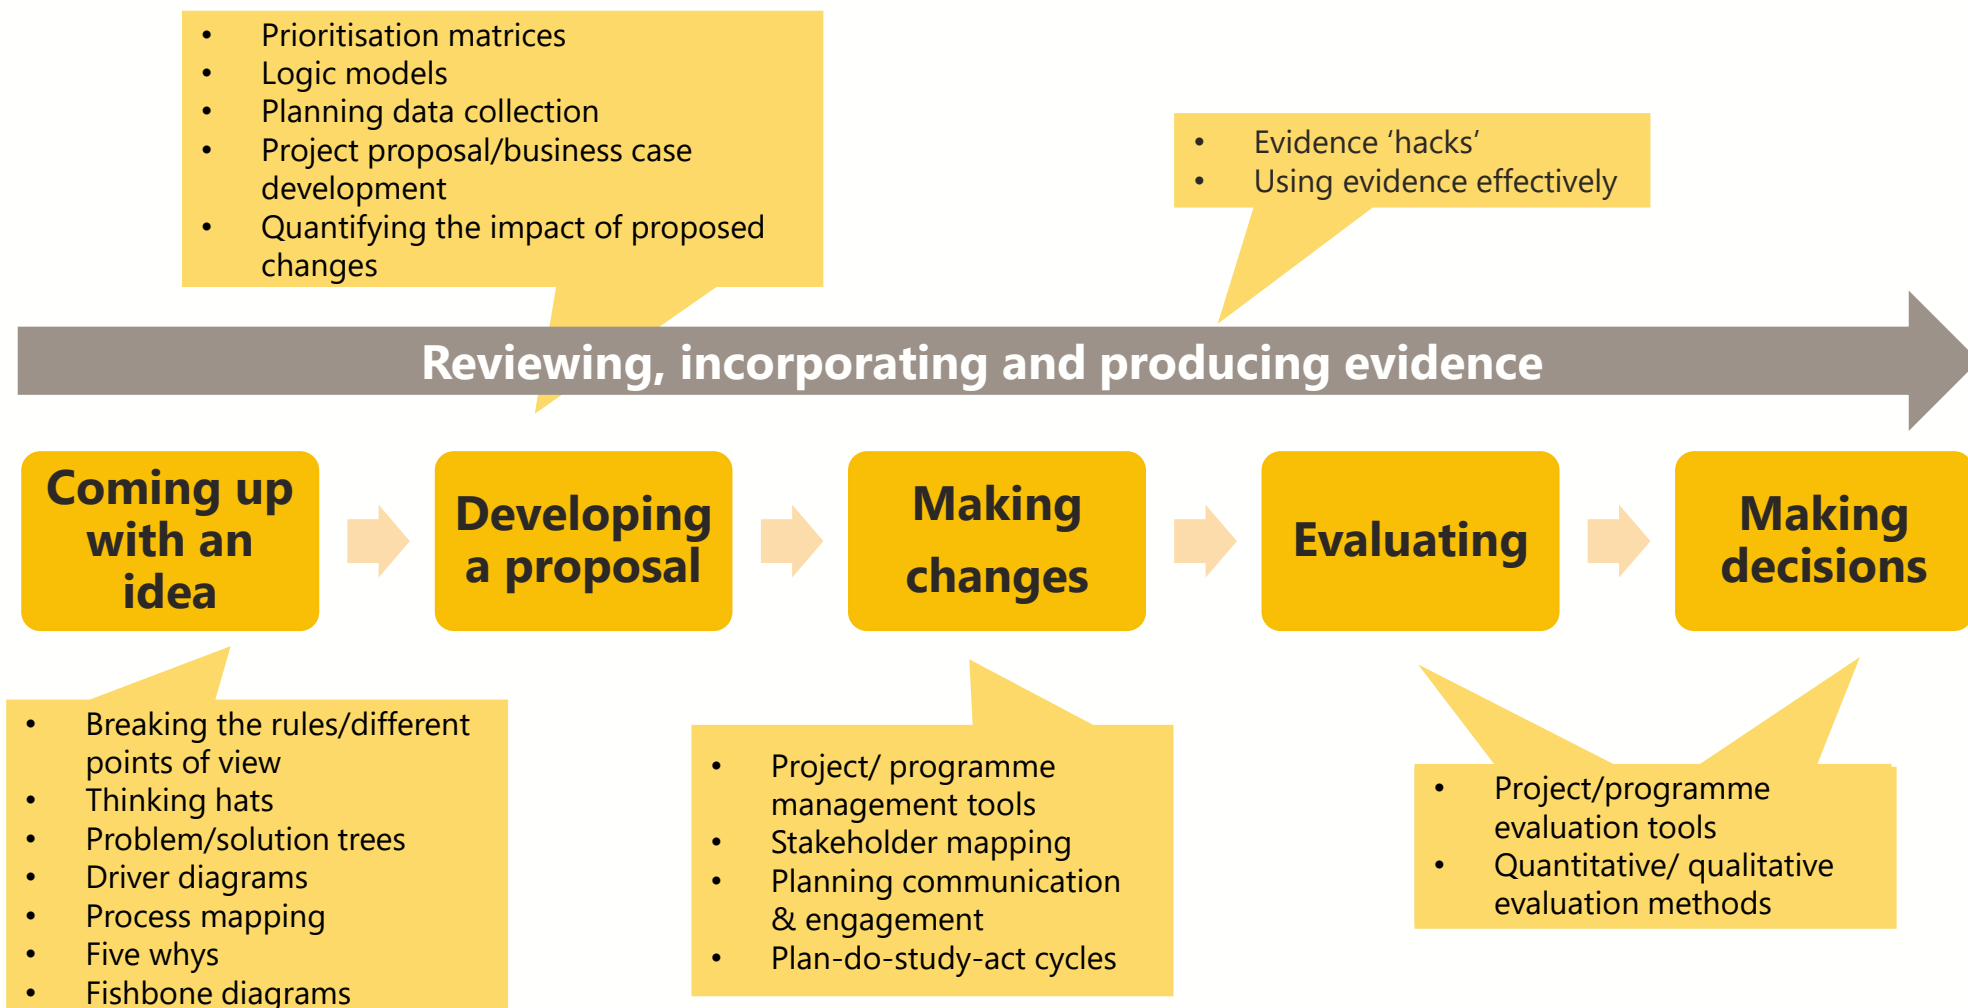 • Prioritisation matrices
• Logic models
• Planning data collection
• Project proposal/business case
development
• Quantifying the impact of proposed
changes
• Evidence ‘hacks’
• Using evidence effectively
Reviewing, incorporating and producing evidence
Coming up
with an
idea
Developing
a proposal
Making
changes
Evaluating
Making
decisions
• Breaking the rules/different
points of view
• Thinking hats
• Problem/solution trees
• Driver diagrams
• Process mapping
• Five whys
• Fishbone diagrams
• Project/ programme
management tools
• Stakeholder mapping
• Planning communication
& engagement
• Plan-do-study-act cycles
• Project/programme
evaluation tools
• Quantitative/ qualitative
evaluation methods